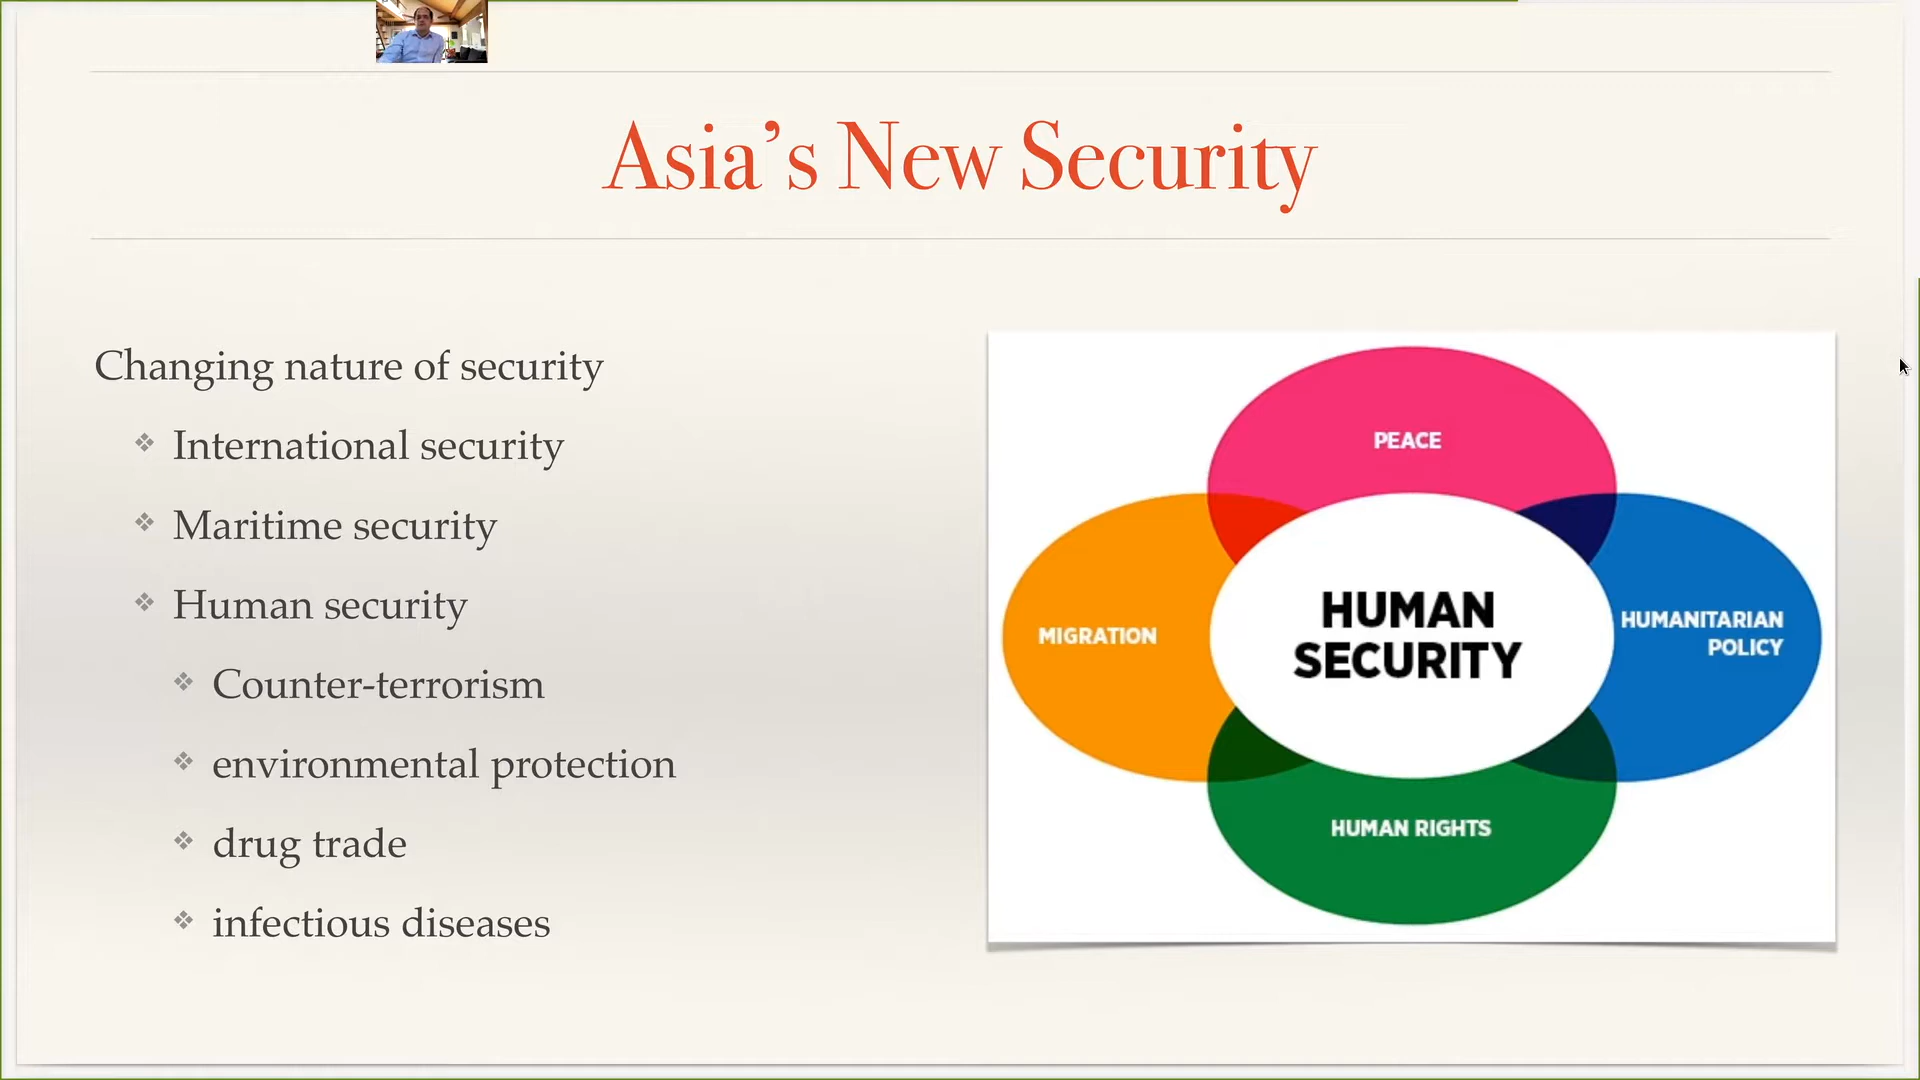 Asia’s New Security
Changing nature of security
International security
Maritime security
Human security
Counter-terrorism
environmental protection
drug trade
infectious diseases
PEACE
MIGRATION
HUMAN
SECURITY
HUMANITARIAN
POLICY
HUMAN RIGHTS